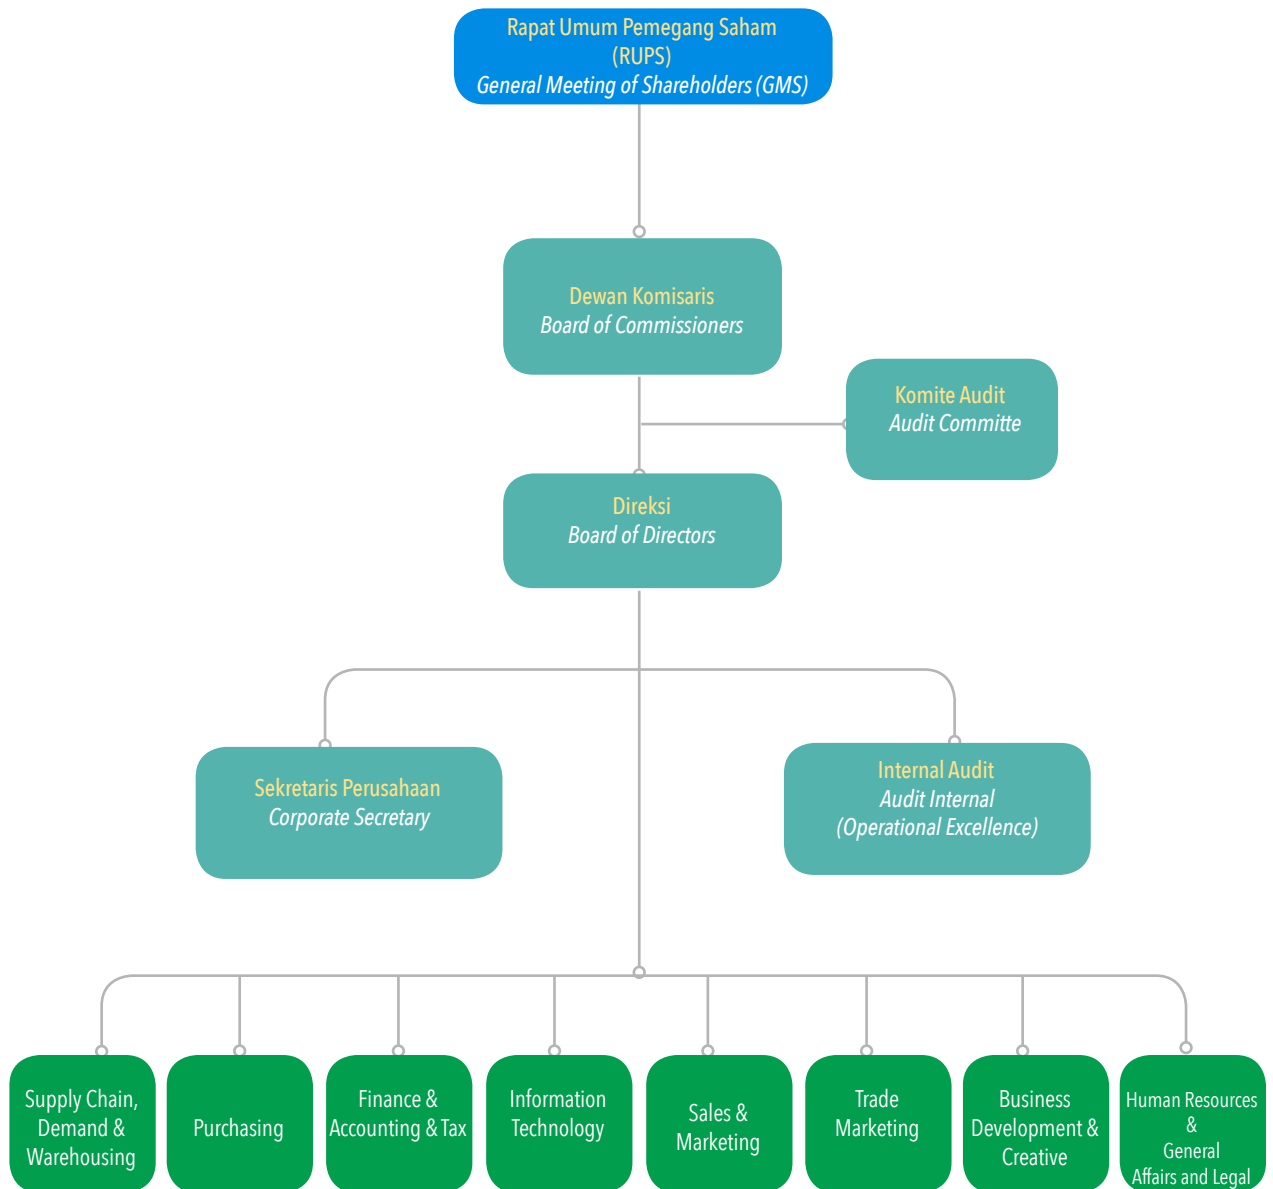 Rapat Umum Pemegang Saham
(RUPS)
General Meeting of Shareholders (GMS)
Dewan Komisaris
Board of Commissioners
Komite Audit
Audit Committe
Direksi
Board of Directors
Sekretaris Perusahaan
Corporate Secretary
Internal Audit
Audit Internal
(Operational Excellence)
Supply Chain,
Demand &
Warehousing
Purchasing
Finance &
Accounting & Tax
Information
Technology
Sales &
Marketing
Trade
Marketing
Business
Development &
Creative
Human Resources
&
General
Affairs and Legal